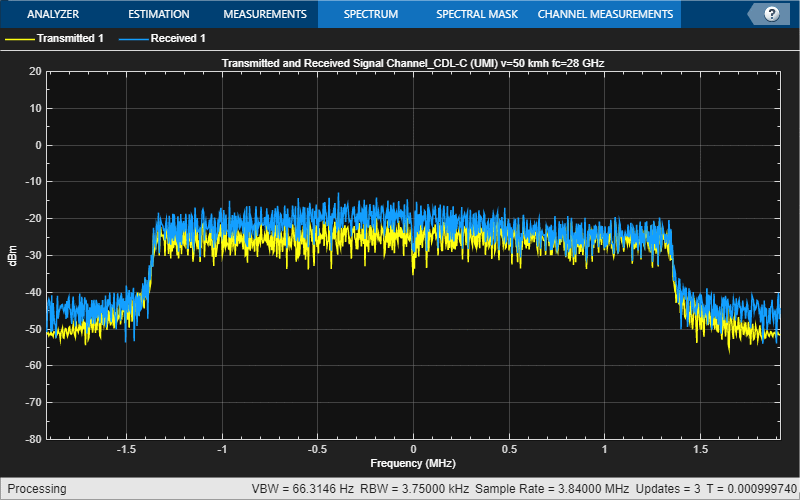 ANALYZER ESTIMATION MEASUREMENTS SPECTRUM SPECTRAL MASK CHANNEL MEASUREMENTS ?
Transmitted 1 Received 1
Transmitted and Received Signal Channel_CDL-C (UMI) v=50 kmh fc=28 GHz
20
10
0
-10
-20
-30
-40
-50
-60
-70
-80
dBm
-1.5 -1 -0.5 0 0.5 1 1.5
Frequency (MHz)
Processing VBW = 66.3146 Hz RBW = 3.75000 kHz Sample Rate = 3.84000 MHz Updates = 3 T = 0.000999740